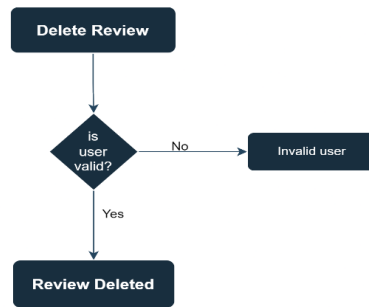 Delete Review
is
user
valid?
No
Invalid user
Yes
Review Deleted